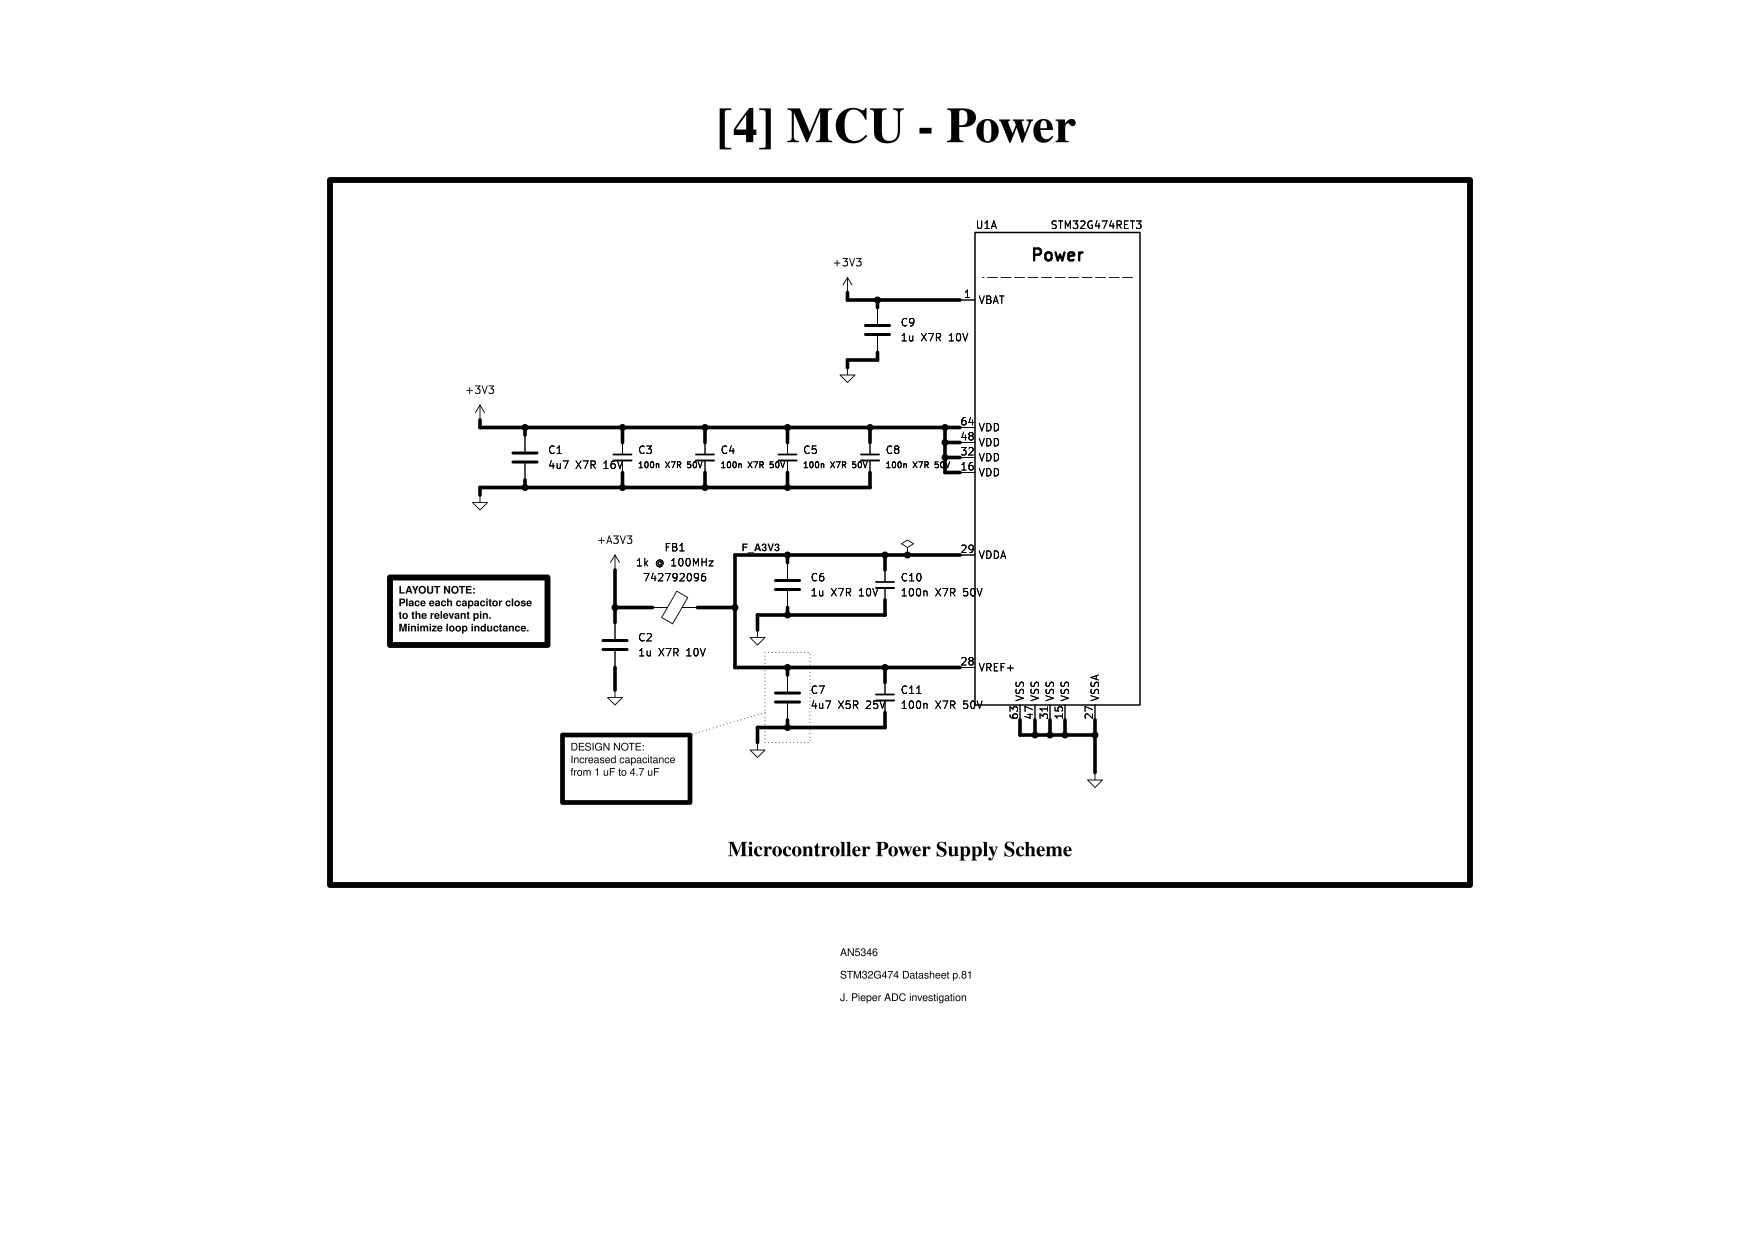 [4] MCU - Power
U1A STM32G474RET3
Power
+3V3
1 VBAT
C9
1u X7R 10V
+3V3
64 VDD
48 VDD
32 VDD
16 VDD
C1
4u7 X7R 16V
C3
100n X7R 50V
C4
100n X7R 50V
C5
100n X7R 50V
C8
100n X7R 50V
+A3V3
FB1
1k @ 100MHz
742792096
F_A3V3
29 VDDA
C6
1u X7R 10V
C10
100n X7R 50V
LAYOUT NOTE:
Place each capacitor close
to the relevant pin.
Minimize loop inductance.
C2
1u X7R 10V
28 VREF+
C7
4u7 X5R 25V
C11
100n X7R 50V
63 VSS
47 VSS
31 VSS
15 VSS
27 VSSA
DESIGN NOTE:
Increased capacitance
from 1 uF to 4.7 uF
Microcontroller Power Supply Scheme
AN5346
STM32G474 Datasheet p.81
J. Pieper ADC investigation